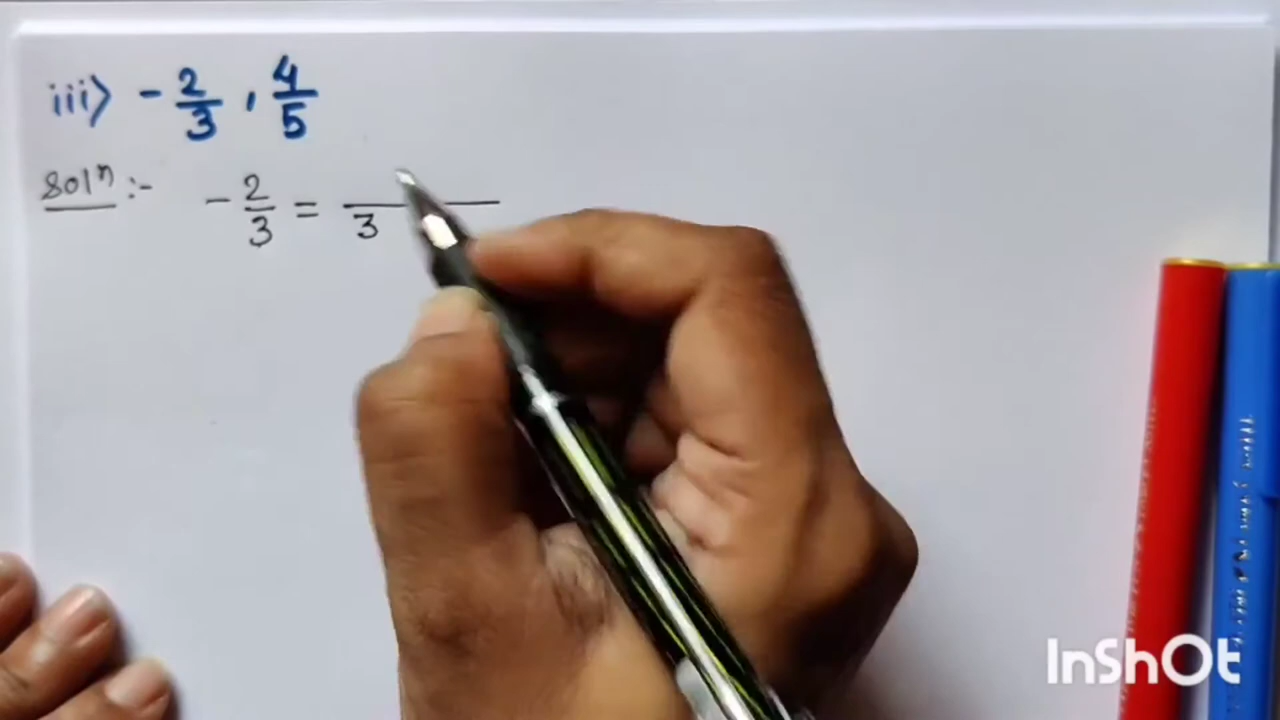 iii) - 2/3 , 4/5
Solⁿ :- - 2/3 = 3
InShOt